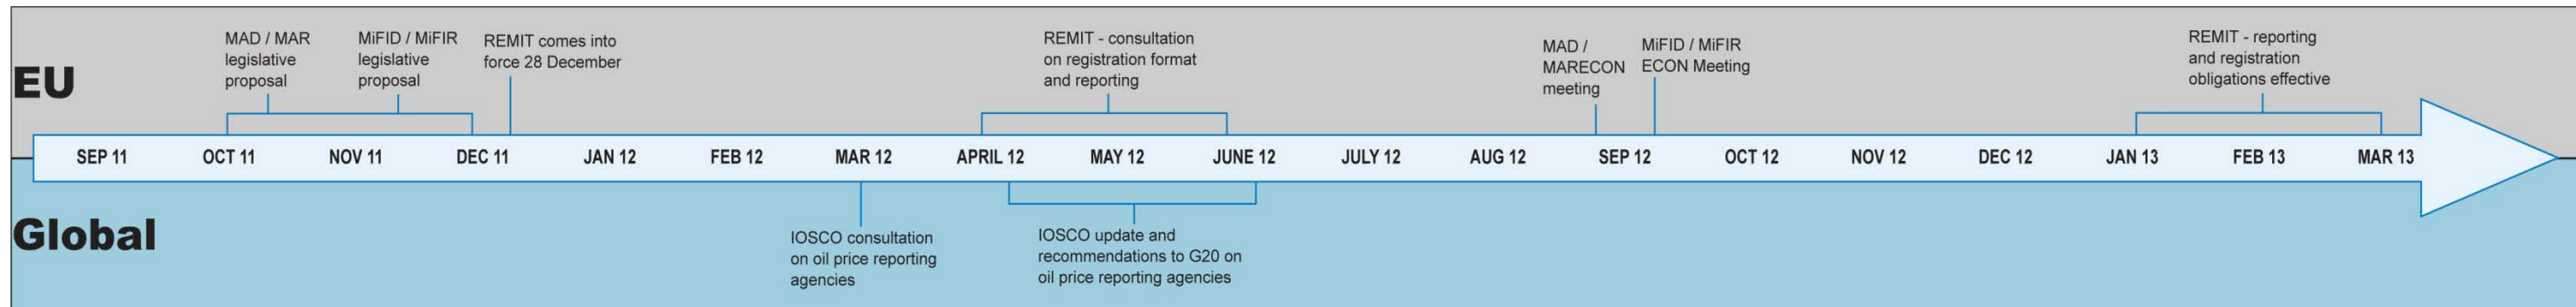 EU
MAD / MAR
legislative
proposal
MiFID / MiFIR
legislative
proposal
REMIT comes into
force 28 December
REMIT - consultation
on registration format
and reporting
MAD /
MARECON
meeting
MiFID / MiFIR
ECON Meeting
REMIT - reporting
and registration
obligations effective
SEP 11 OCT 11 NOV 11 DEC 11 JAN 12 FEB 12 MAR 12 APRIL 12 MAY 12 JUNE 12 JULY 12 AUG 12 SEP 12 OCT 12 NOV 12 DEC 12 JAN 13 FEB 13 MAR 13
Global
IOSCO consultation
on oil price reporting
agencies
IOSCO update and
recommendations to G20 on
oil price reporting agencies